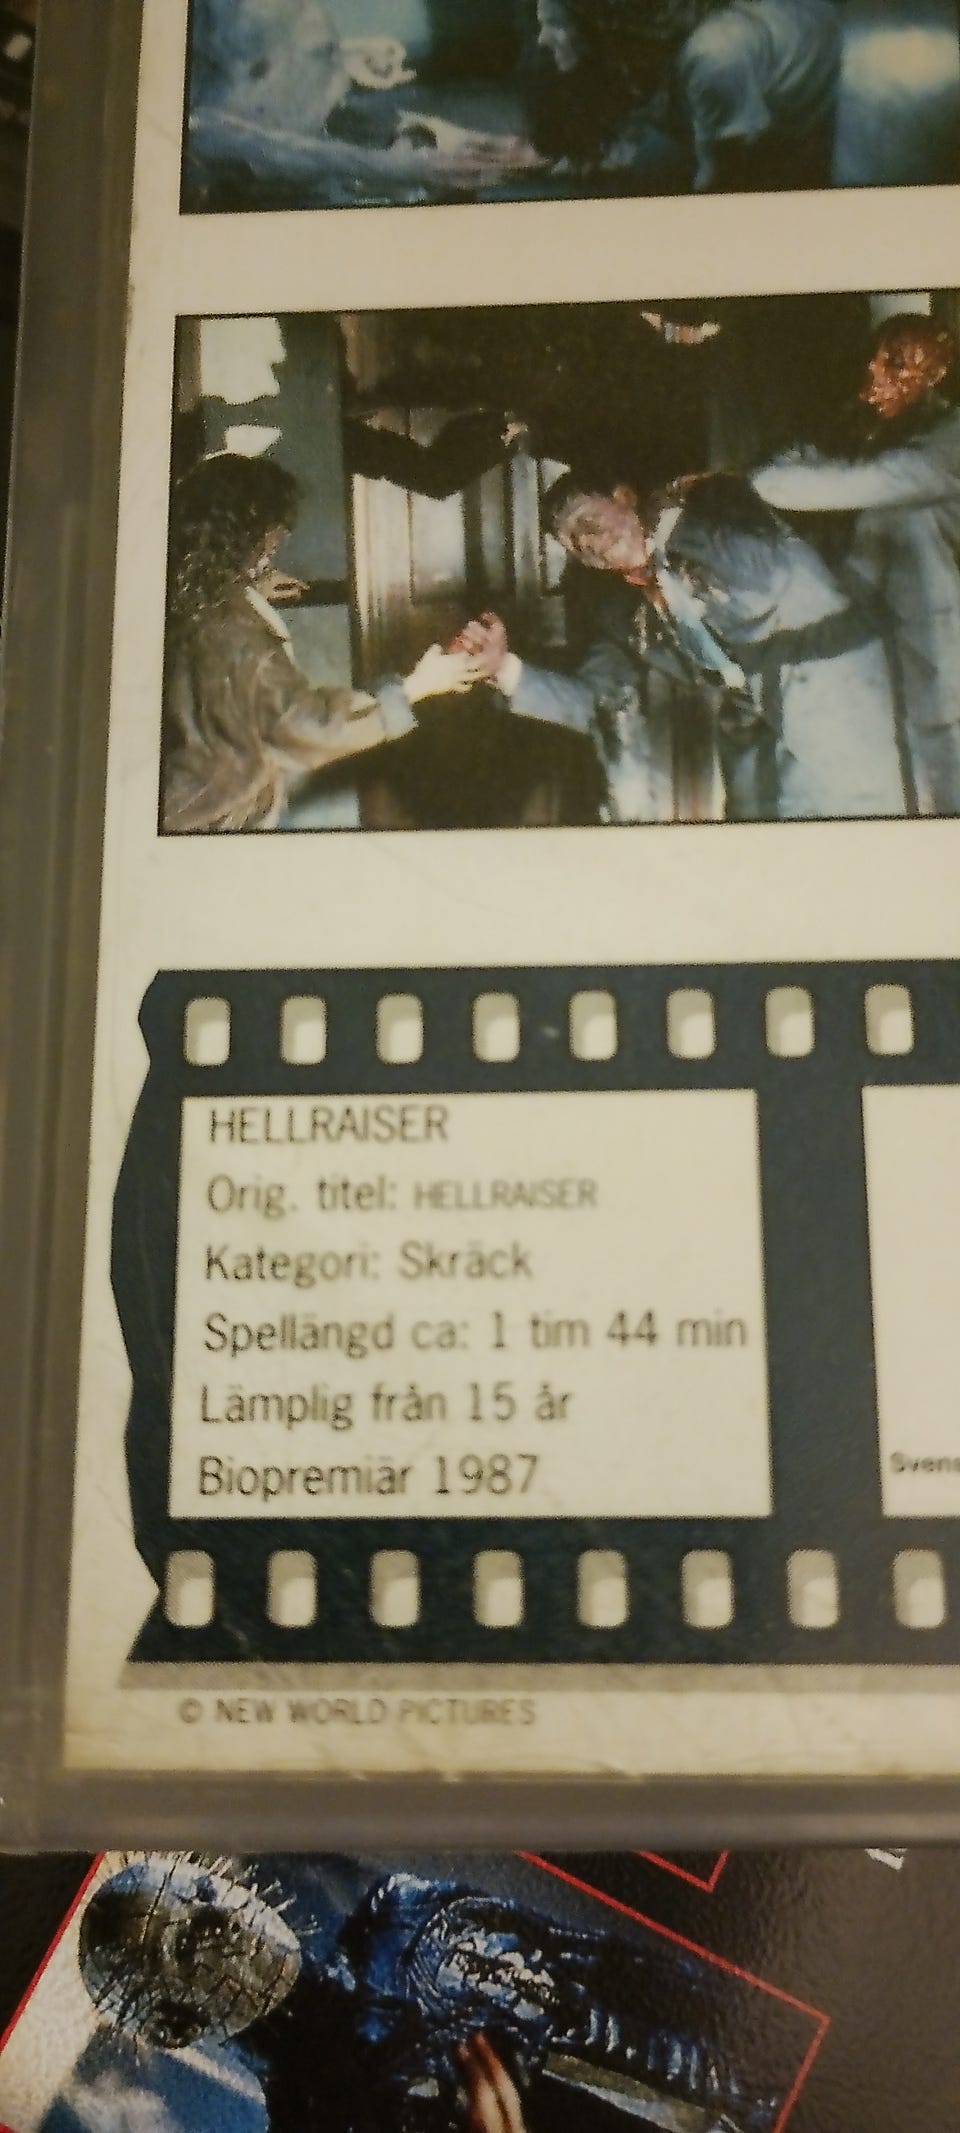 HELLRAISER
Orig. titel: HELLRAISER
Kategori: Skräck
Spellängd ca: 1 tim 44 min
Lämplig från 15 år
Biopremiär 1987
Svens
© NEW WORLD PICTURES